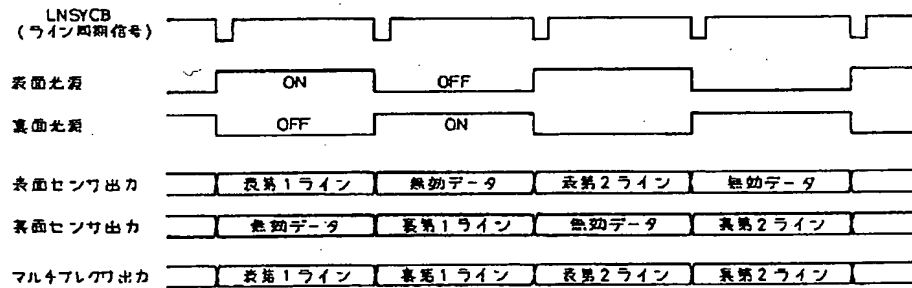 LNSYCB
(ライン同期信号)
表面光源 ON OFF
裏面光源 OFF ON
表面センサ出力 表第1ライン 無効データ 表第2ライン 無効データ
裏面センサ出力 無効データ 裏第1ライン 無効データ 裏第2ライン
マルチプレクサ出力 表第1ライン 裏第1ライン 表第2ライン 裏第2ライン